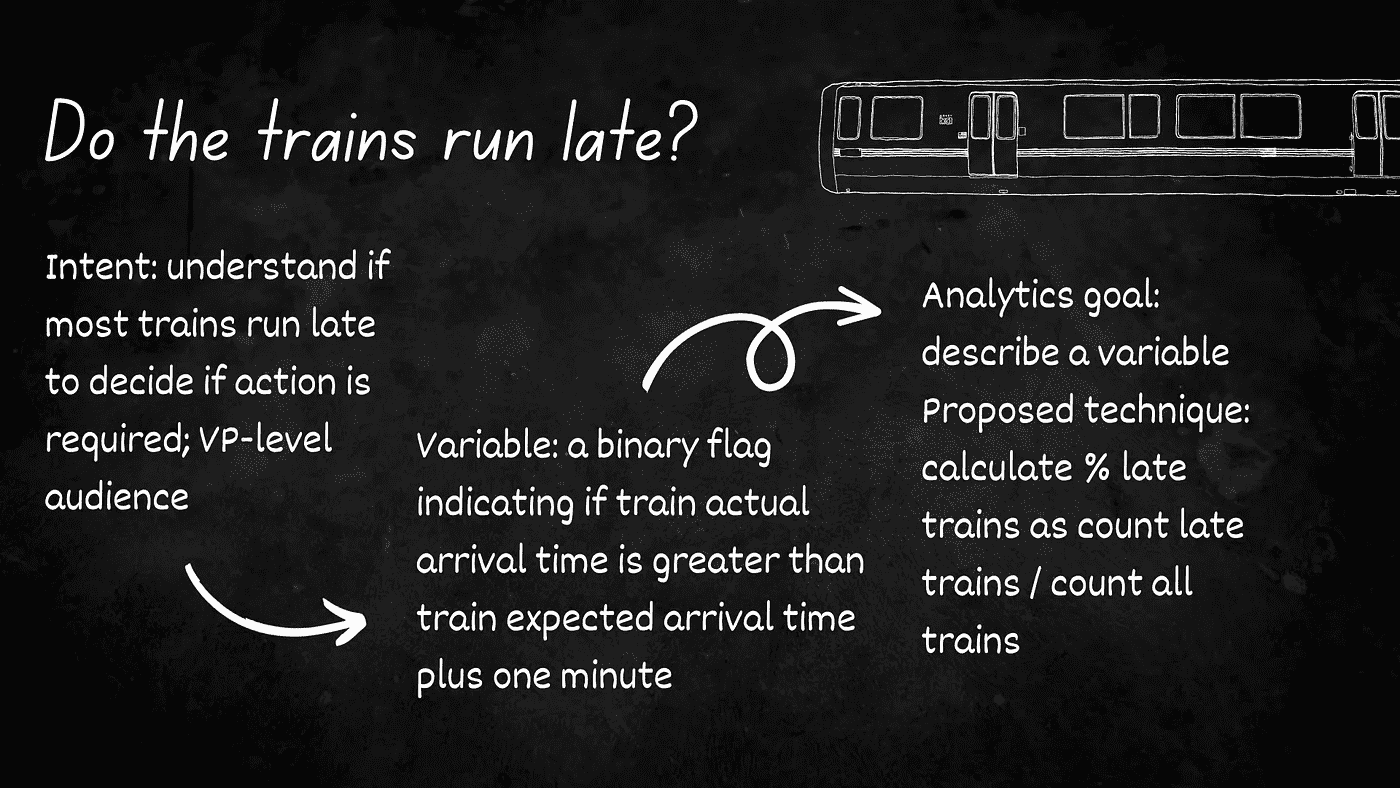 Do the trains run late?
Intent: understand if
most trains run late
to decide if action is
required; VP-level
audience
Variable: a binary flag
indicating if train actual
arrival time is greater than
train expected arrival time
plus one minute
Analytics goal:
describe a variable
Proposed technique:
calculate % late
trains as count late
trains / count all
trains